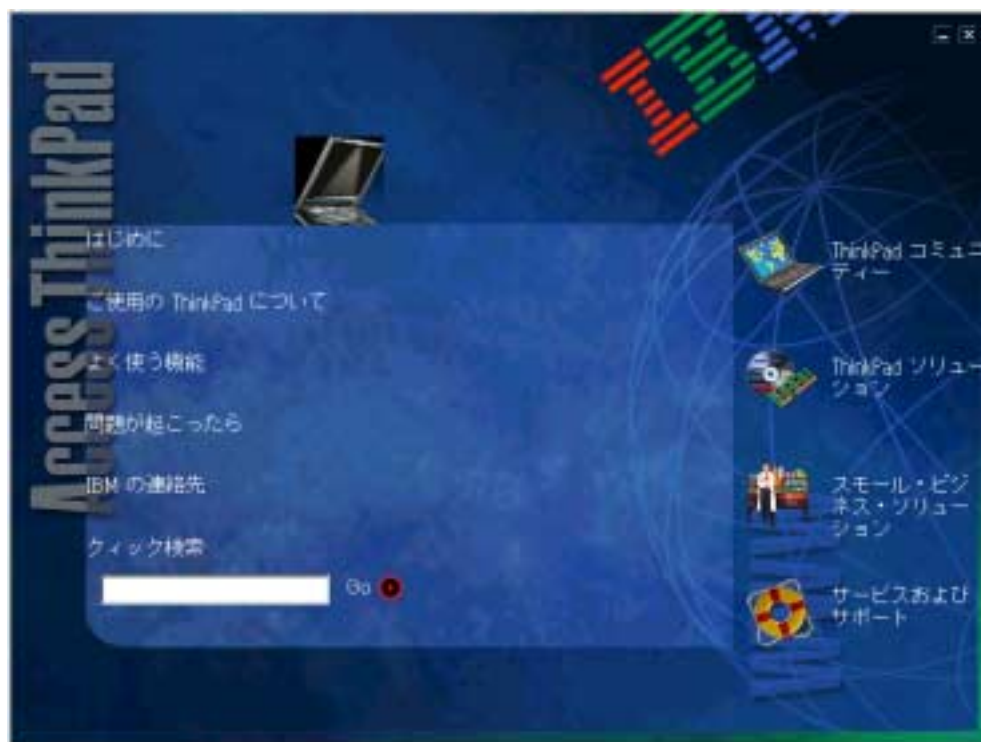 Access ThinkPad
IBM
はじめに
ご使用の ThinkPad について
よく使う機能
問題が起こったら
IBM の連絡先
クィック検索
Go
ThinkPad コミュニ
ティー
ThinkPad ソリュー
ション
スモール・ビジ
ネス・ソリュー
ション
サービスおよび
サポート